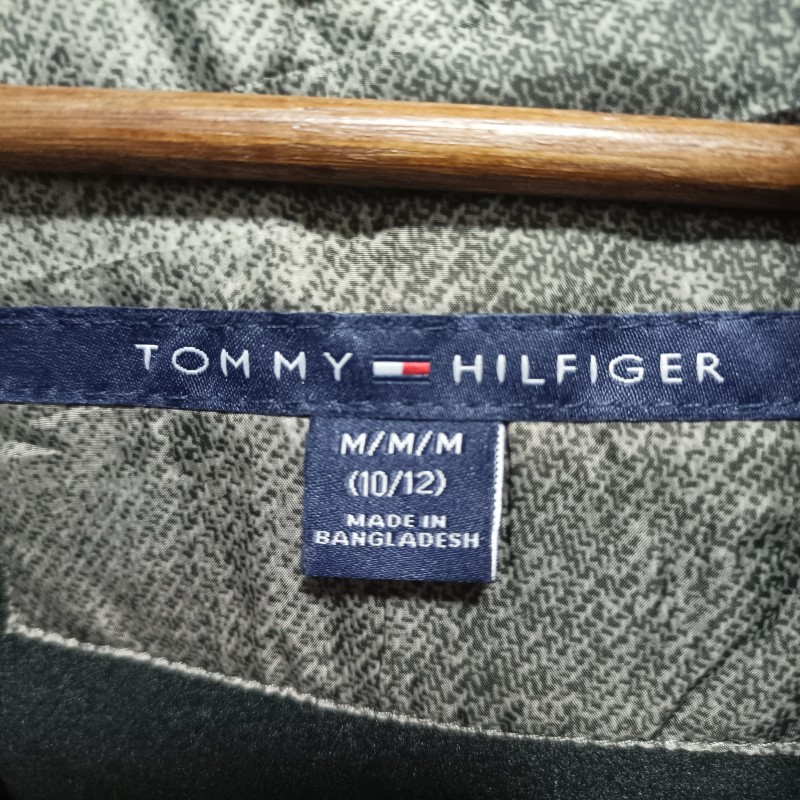 TOMMY HILFIGER
M/M/M
(10/12)
MADE IN
BANGLADESH